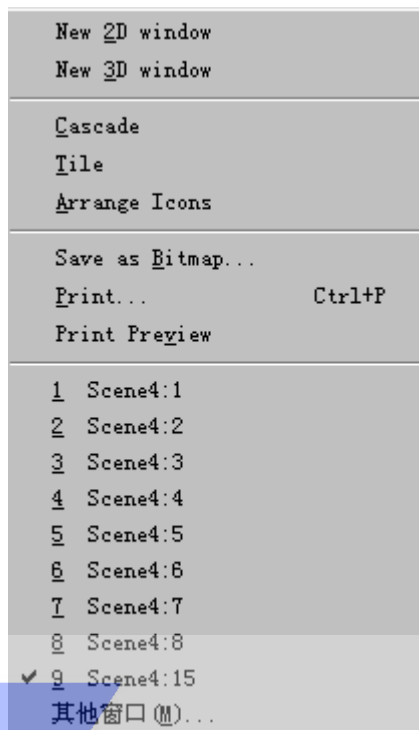 New 2D window
New 3D window
Cascade
Tile
Arrange Icons
Save as Bitmap...
Print... Ctrl+P
Print Preview
1 Scene4:1
2 Scene4:2
3 Scene4:3
4 Scene4:4
5 Scene4:5
6 Scene4:6
7 Scene4:7
8 Scene4:8
9 Scene4:15
其他窗口(M)...